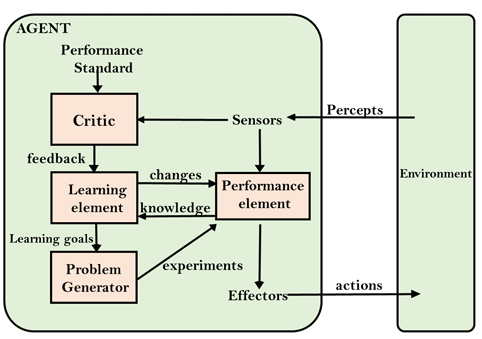 AGENT
Performance
Standard
Critic
Sensors
Percepts
feedback
changes
Learning
element
Performance
element
Environment
knowledge
Learning goals
Problem
Generator
experiments
Effectors
actions